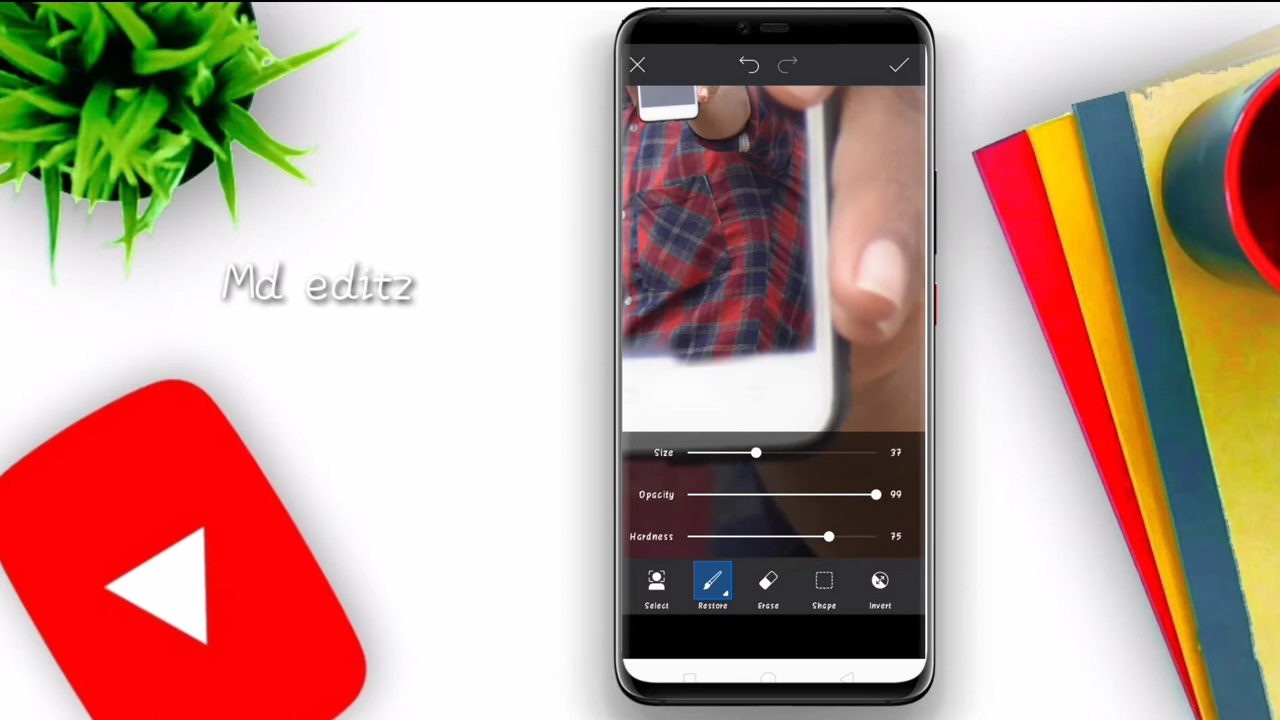 Md editz
Size 37
Opacity 99
Hardness 75
Select Restore Erase Shape Invert